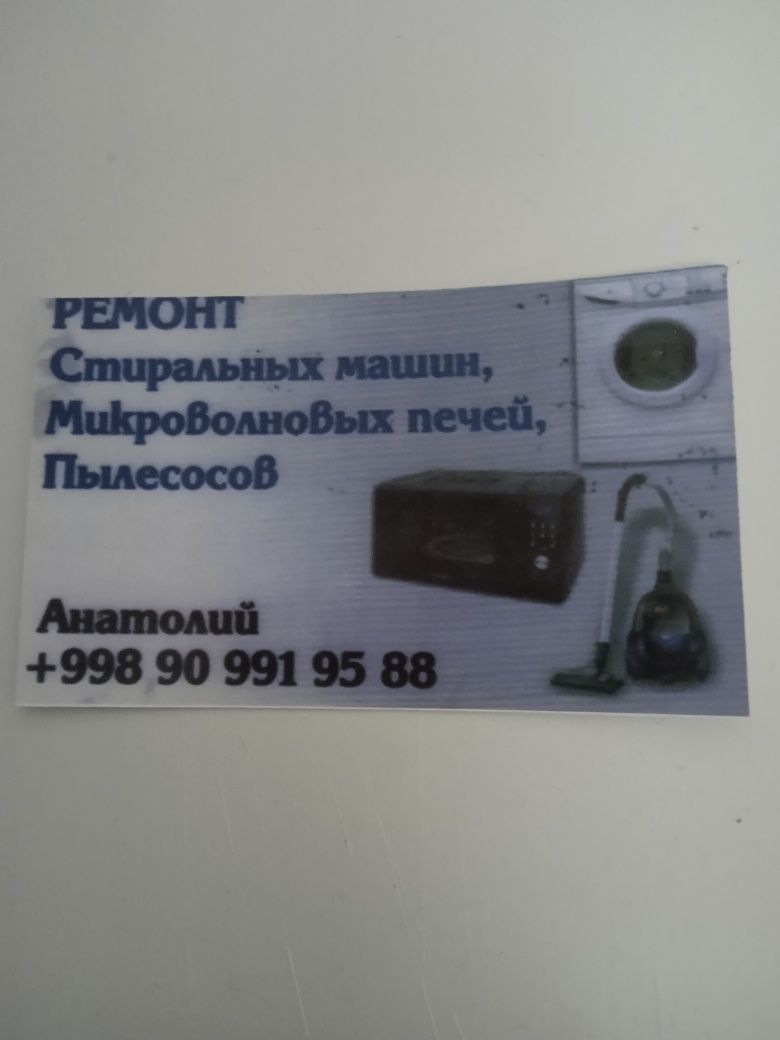 РЕМОНТ
Стиральных машин,
Микроволновых печей,
Пылесосов
Анатолий
+998 90 991 95 88